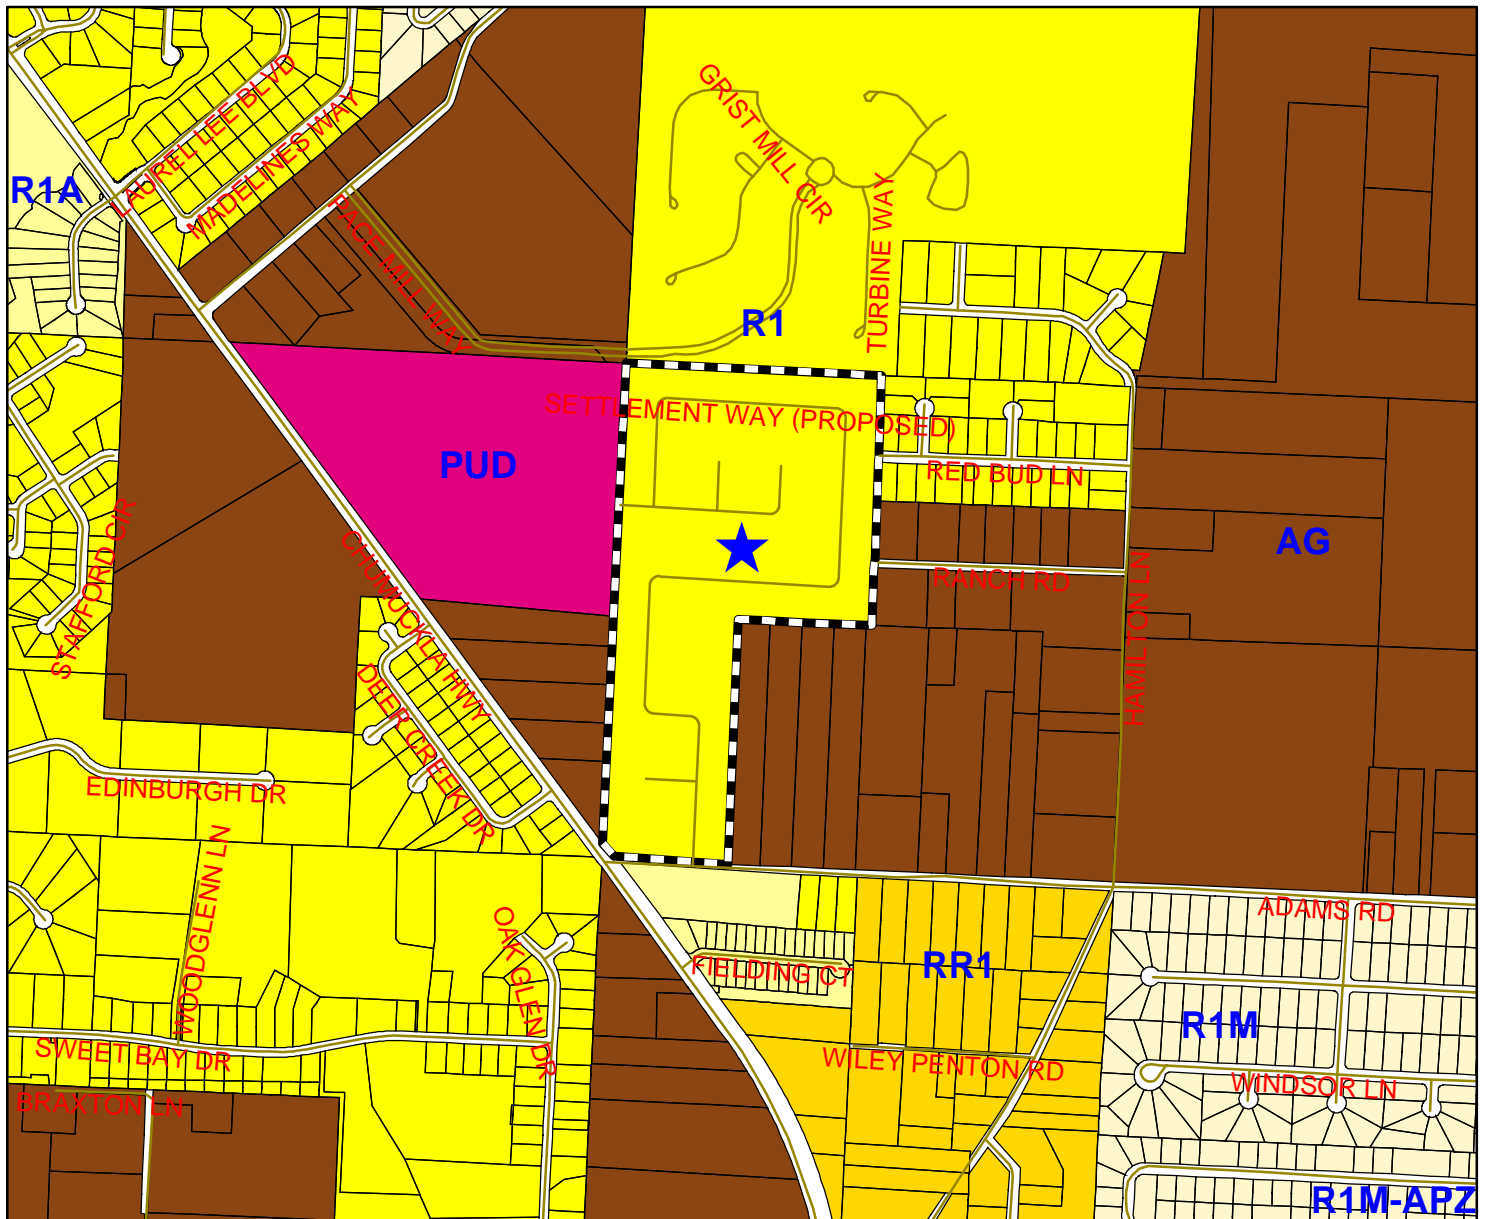 LAUREL LEE BLVD
MADELINES WAY
GRIST MILL CIR
R1A
PACE MILL WAY
TURBINE WAY
R1
SETTLEMENT WAY (PROPOSED)
PUD
RED BUD LN
STAFFORD CIR
CHUMUCKLA HWY
AG
RANCH RD
HAMILTON LN
DEER CREEK DR
EDINBURGH DR
WOODGLENN LN
OAK GLEN DR
ADAMS RD
FIELDING CT
RR1
R1M
SWEET BAY DR
WILEY PENTON RD
WINDSOR LN
BRAXTON LN
R1M-APZ